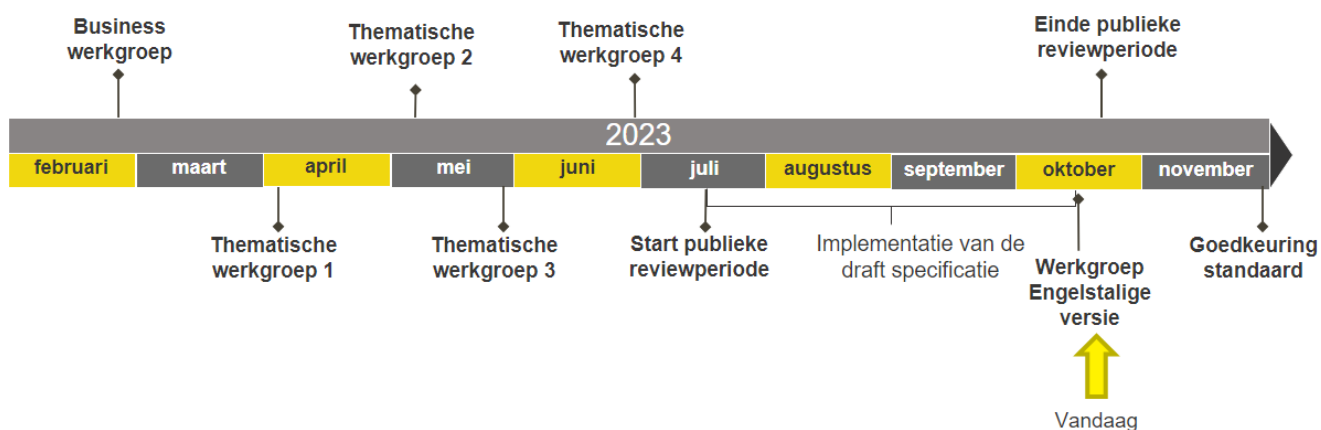 Business
werkgroep
Thematische
werkgroep 2
Thematische
werkgroep 4
Einde publieke
reviewperiode
2023
februari
maart
april
mei
juni
juli
augustus
september
oktober
november
Thematische
werkgroep 1
Thematische
werkgroep 3
Start publieke
reviewperiode
Implementatie van de
draft specificatie
Werkgroep
Engelstalige
versie
Goedkeuring
standaard
Vandaag